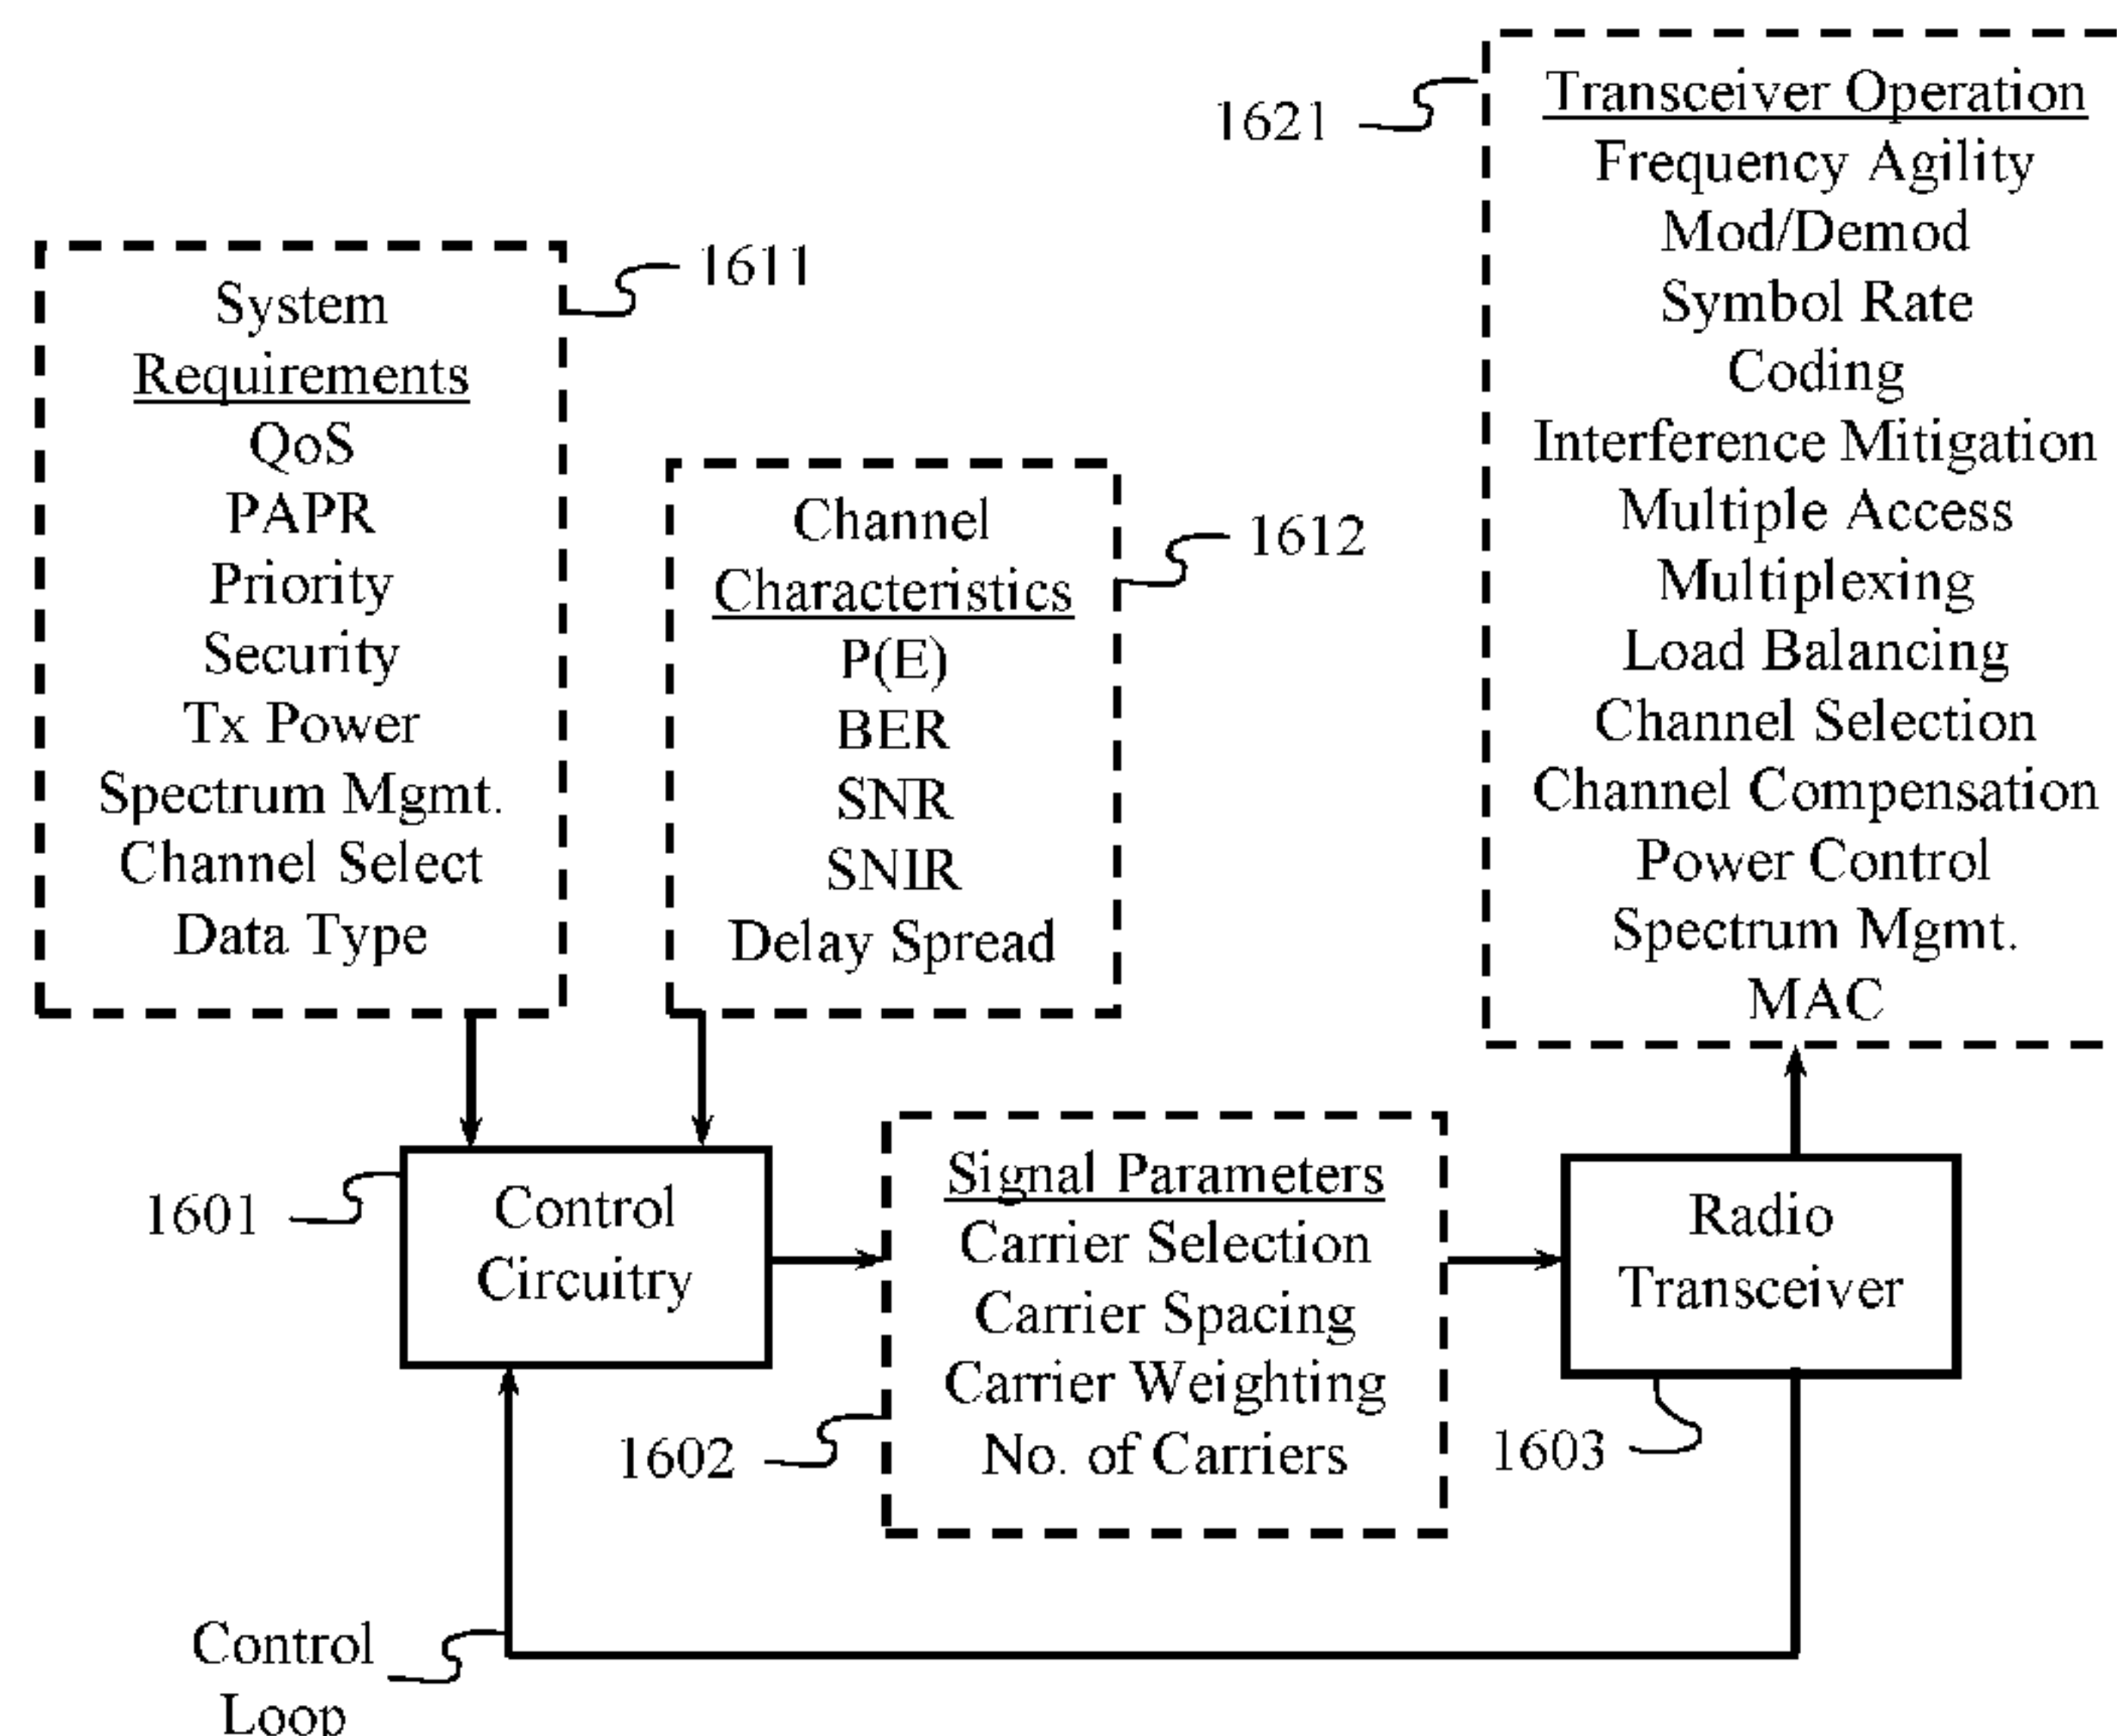 1621
Transceiver Operation
Frequency Agility
Mod/Demod
Symbol Rate
Coding
Interference Mitigation
Multiple Access
Multiplexing
Load Balancing
Channel Selection
Channel Compensation
Power Control
Spectrum Mgmt.
MAC
1611
System
Requirements
QoS
PAPR
Priority
Security
Tx Power
Spectrum Mgmt.
Channel Select
Data Type
1612
Channel
Characteristics
P(E)
BER
SNR
SNIR
Delay Spread
1601
Control
Circuitry
Signal Parameters
Carrier Selection
Carrier Spacing
Carrier Weighting
No. of Carriers
1602
Radio
Transceiver
1603
Control
Loop